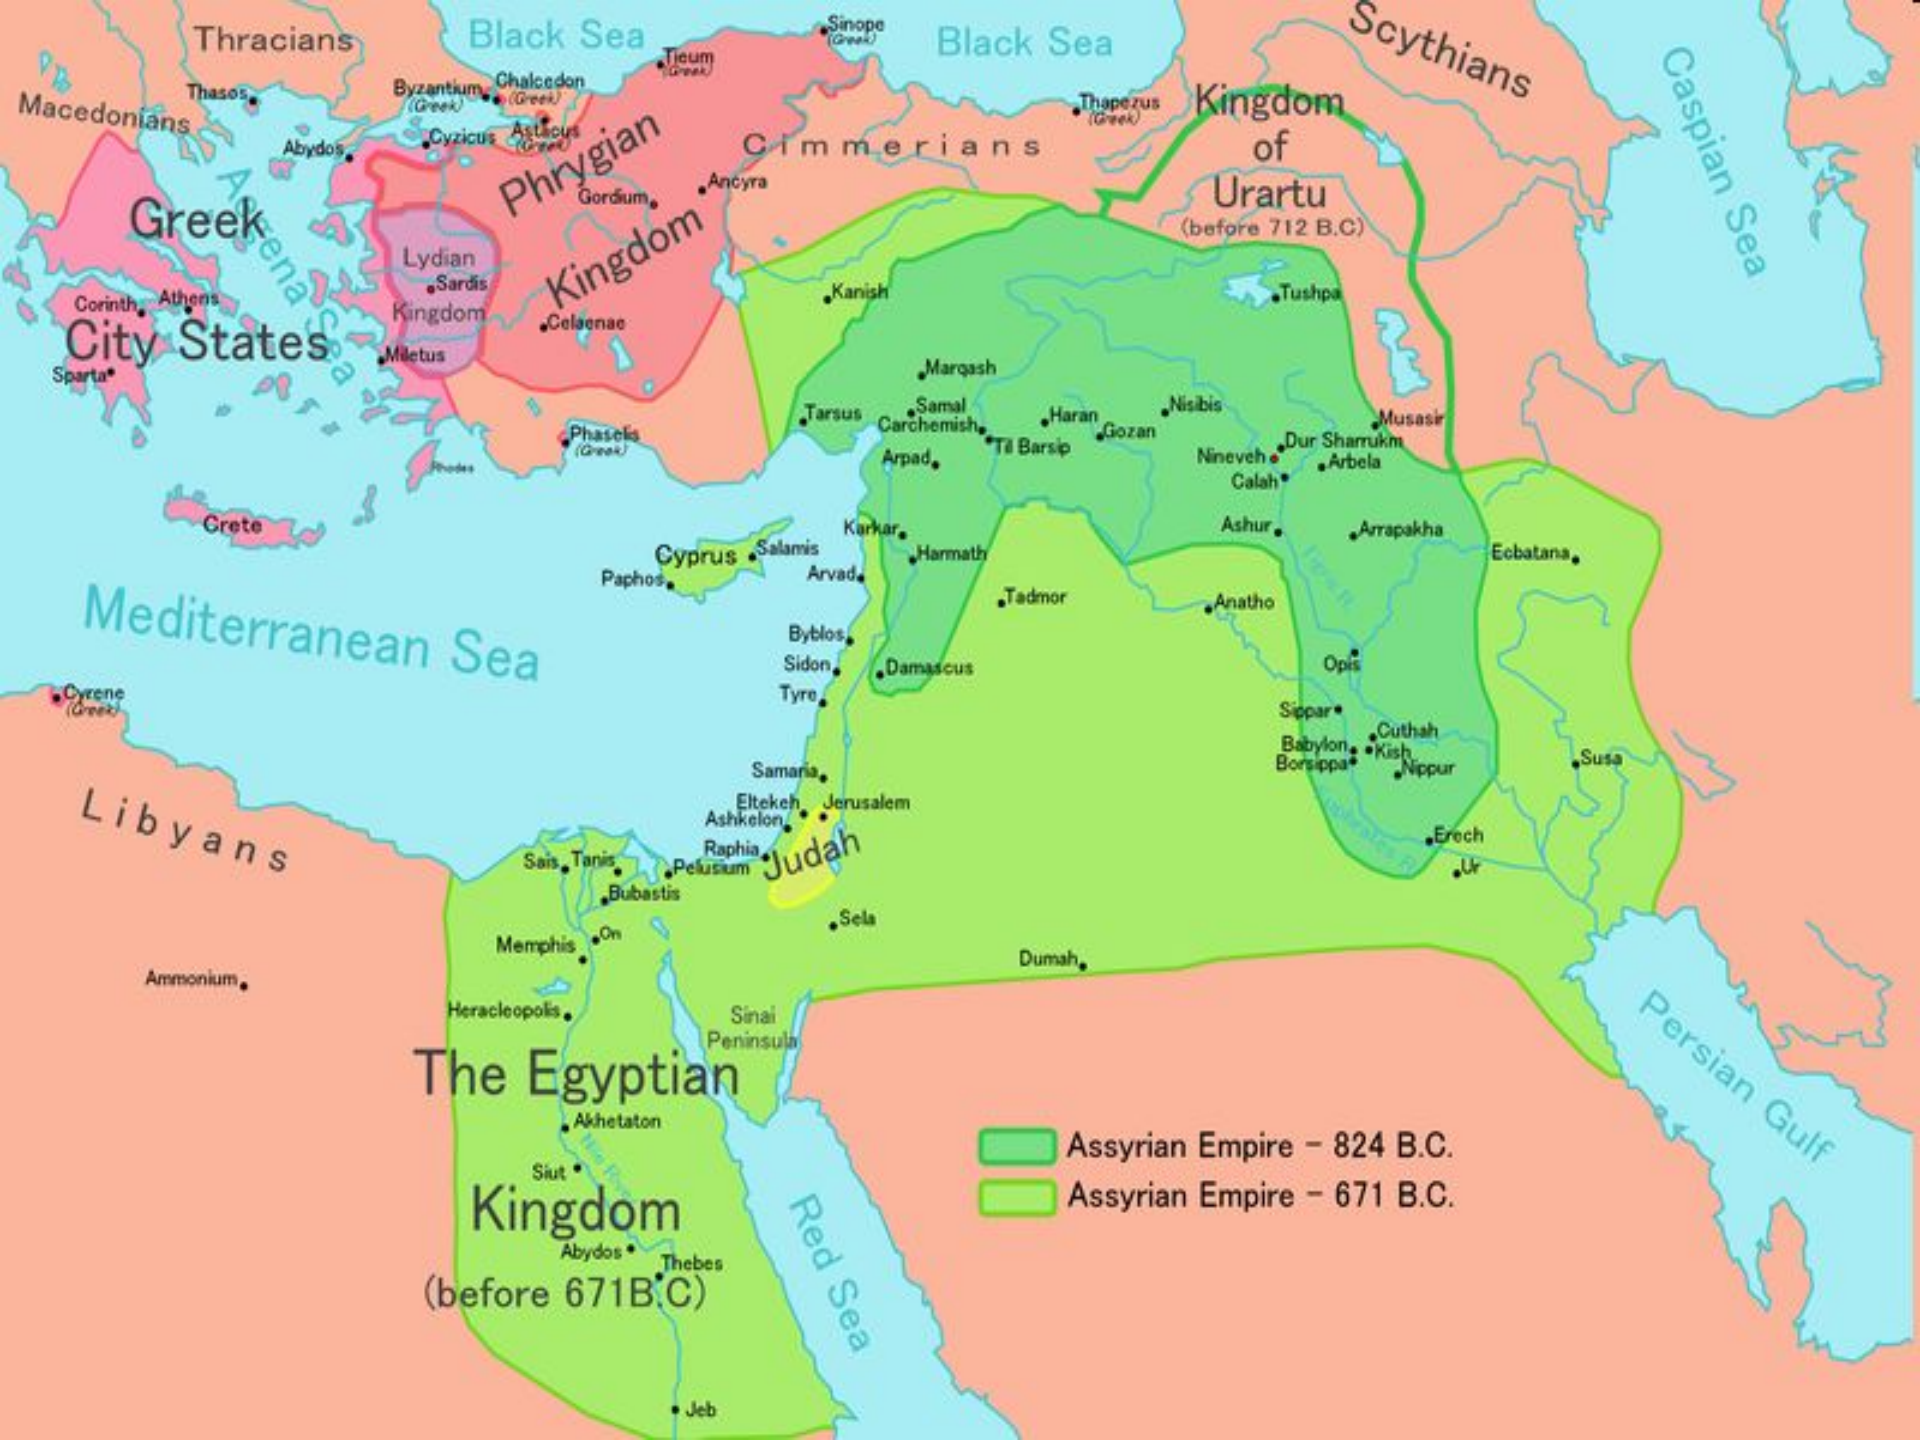 Thracians
Black Sea
Sinope
(Greek)
Black Sea
Scythians
Caspian Sea
Tieum
(Greek)
Macedonians
Thasos
Byzantium
(Greek)
Chalcedon
(Greek)
Astacus
(Greek)
Cyzicus
Abydos
Thapezus
(Greek)
Kingdom
of
Urartu
(before 712 B.C)
Cimmerians
Phrygian
Kingdom
Gordium
Ancyra
Greek
City States
Sea
Lydian
Kingdom
Sardis
Celaenae
Miletus
Corinth
Athens
Sparta
Kanish
Tushpa
Marqash
Tarsus
Samal
Carchemish
Til Barsip
Haran
Gozan
Nisibis
Musasir
Dur Sharrukm
Nineveh
Arbela
Calah
Arpad
Phaselis
(Greek)
Rhodes
Crete
Karkar
Harmath
Ashur
Arrapakha
Ecbatana
Cyprus
Salamis
Paphos
Arvad
Tigris R.
Tadmor
Anatho
Mediterranean Sea
Byblos
Sidon
Tyre
Damascus
Opis
Cyrene
(Greek)
Sippar
Cuthah
Babylon
Kish
Borsippa
Nippur
Susa
Samaria
Eltekeh
Jerusalem
Ashkelon
Raphia
Judah
Euphrates R.
Erech
Ur
Libyans
Sais
Tanis
Pelusium
Bubastis
Sela
On
Memphis
Dumah
Ammonium
Heracleopolis
Sinai
Peninsula
Persian Gulf
The Egyptian
Kingdom
(before 671B.C)
Akhetaton
Siut
Abydos
Thebes
Jeb
Red Sea
Assyrian Empire - 824 B.C.
Assyrian Empire - 671 B.C.